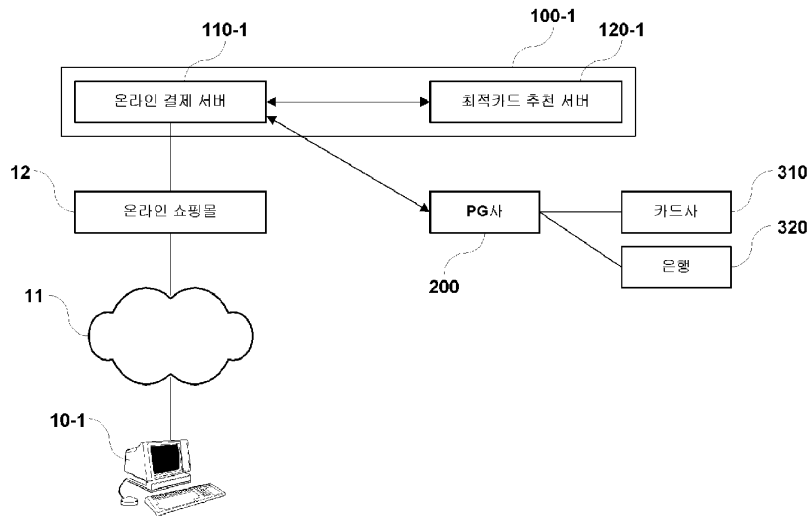 110-1
100-1
120-1
온라인 결제 서버
최적카드 추천 서버
12
온라인 쇼핑몰
PG사
카드사
310
은행
320
200
11
10-1